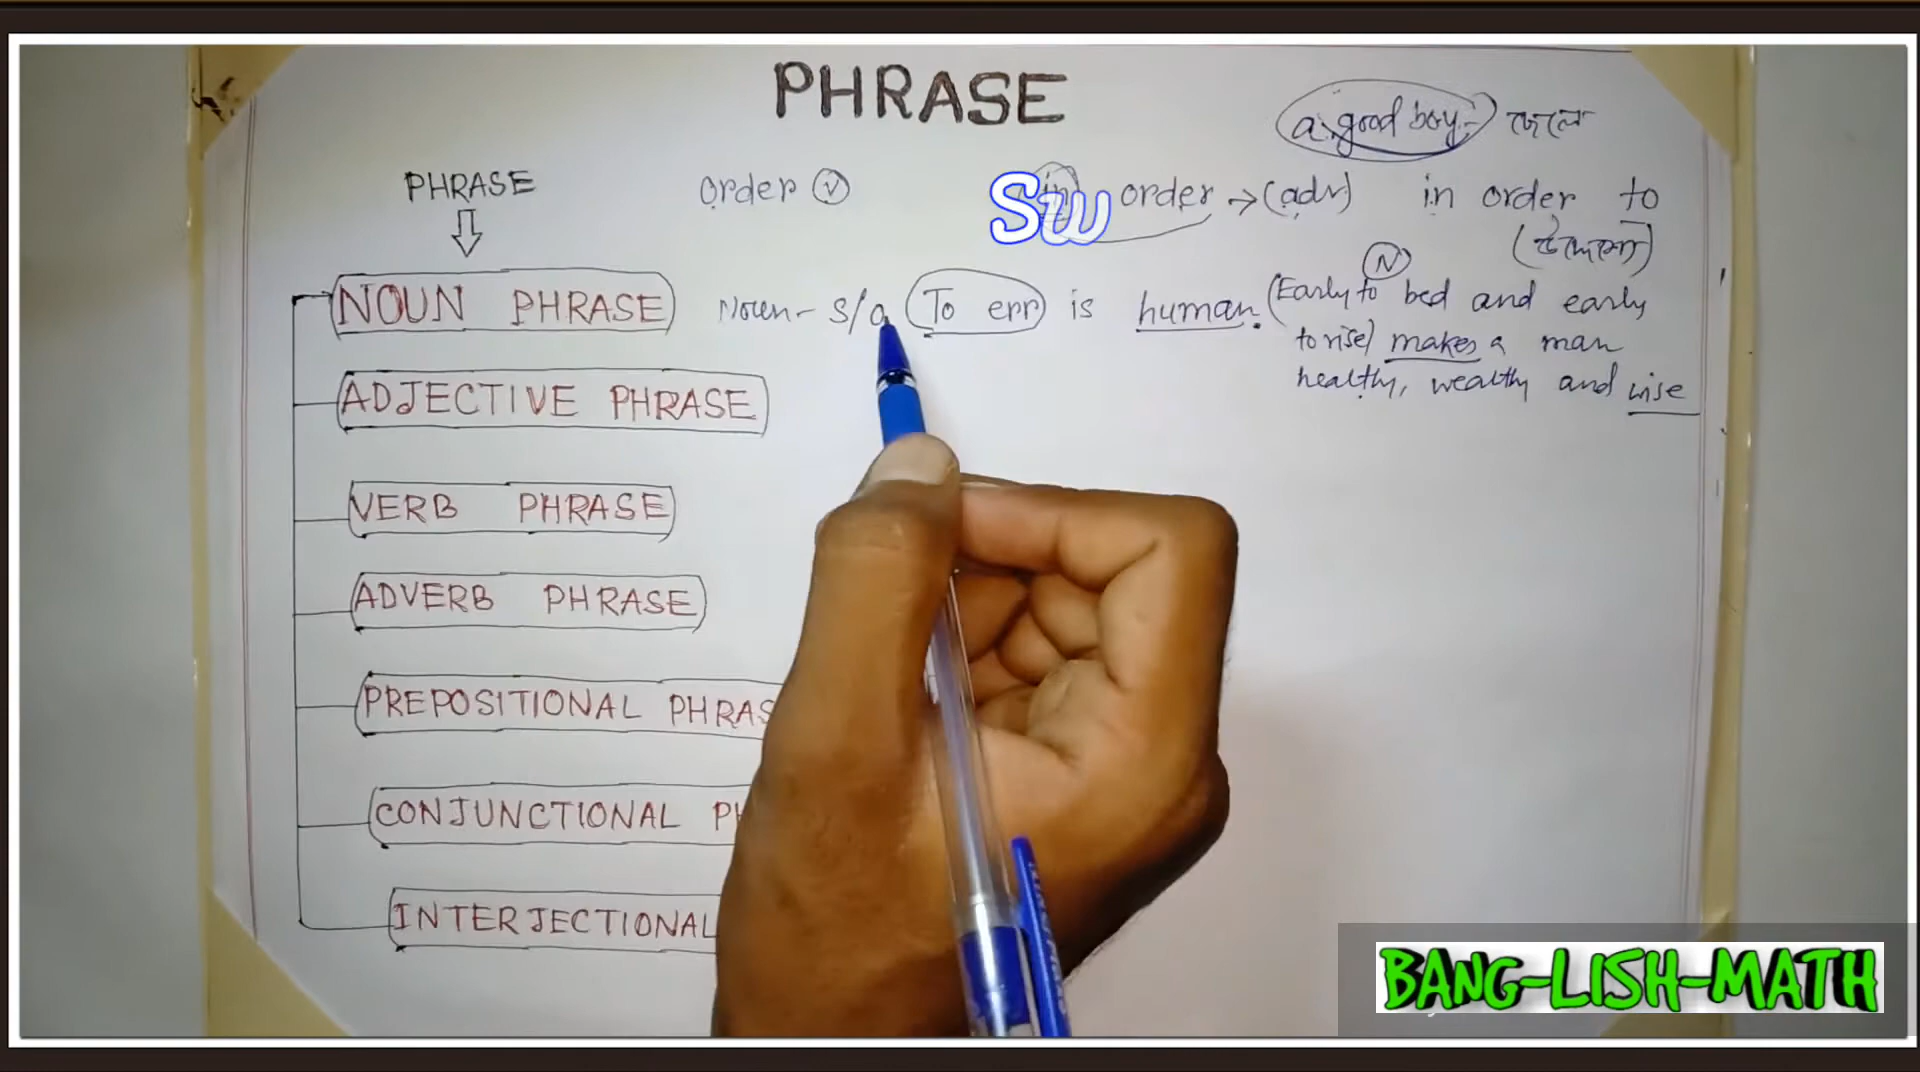 PHRASE
a good boy:- ছেলে
PHRASE
order (v)
in order → (adv)
in order to
SW
(N)
NOUN PHRASE
Noun- s/o (To err) is human.
(Early to bed and early
to rise) makes a man
healthy, wealthy and wise
ADJECTIVE PHRASE
VERB PHRASE
ADVERB PHRASE
PREPOSITIONAL PHRAS
CONJUNCTIONAL PH
INTERJECTIONAL
BANG-LISH-MATH